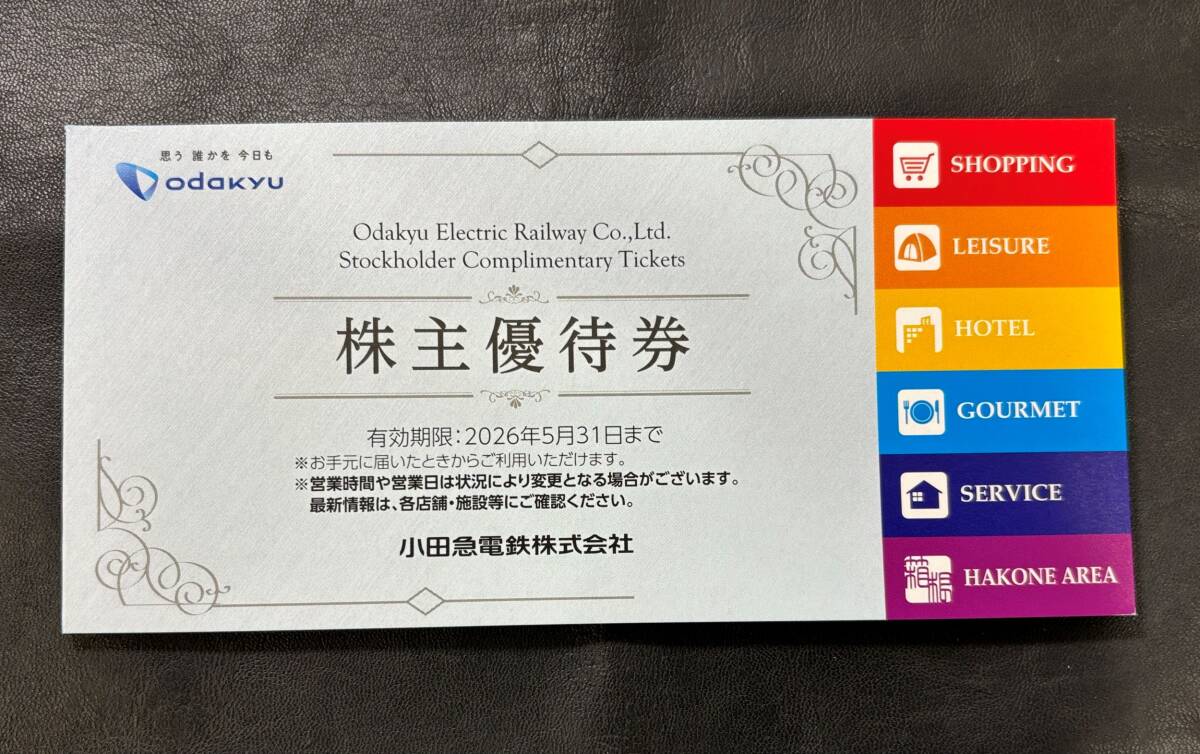 思う 誰かを 今日も
odakyu
Odakyu Electric Railway Co.,Ltd.
Stockholder Complimentary Tickets
株主優待券
有効期限:2026年5月31日まで
※お手元に届いたときからご利用いただけます。
※営業時間や営業日は状況により変更となる場合がございます。
最新情報は、各店舗・施設等にご確認ください。
小田急電鉄株式会社
SHOPPING
LEISURE
HOTEL
GOURMET
SERVICE
箱根
HAKONE AREA